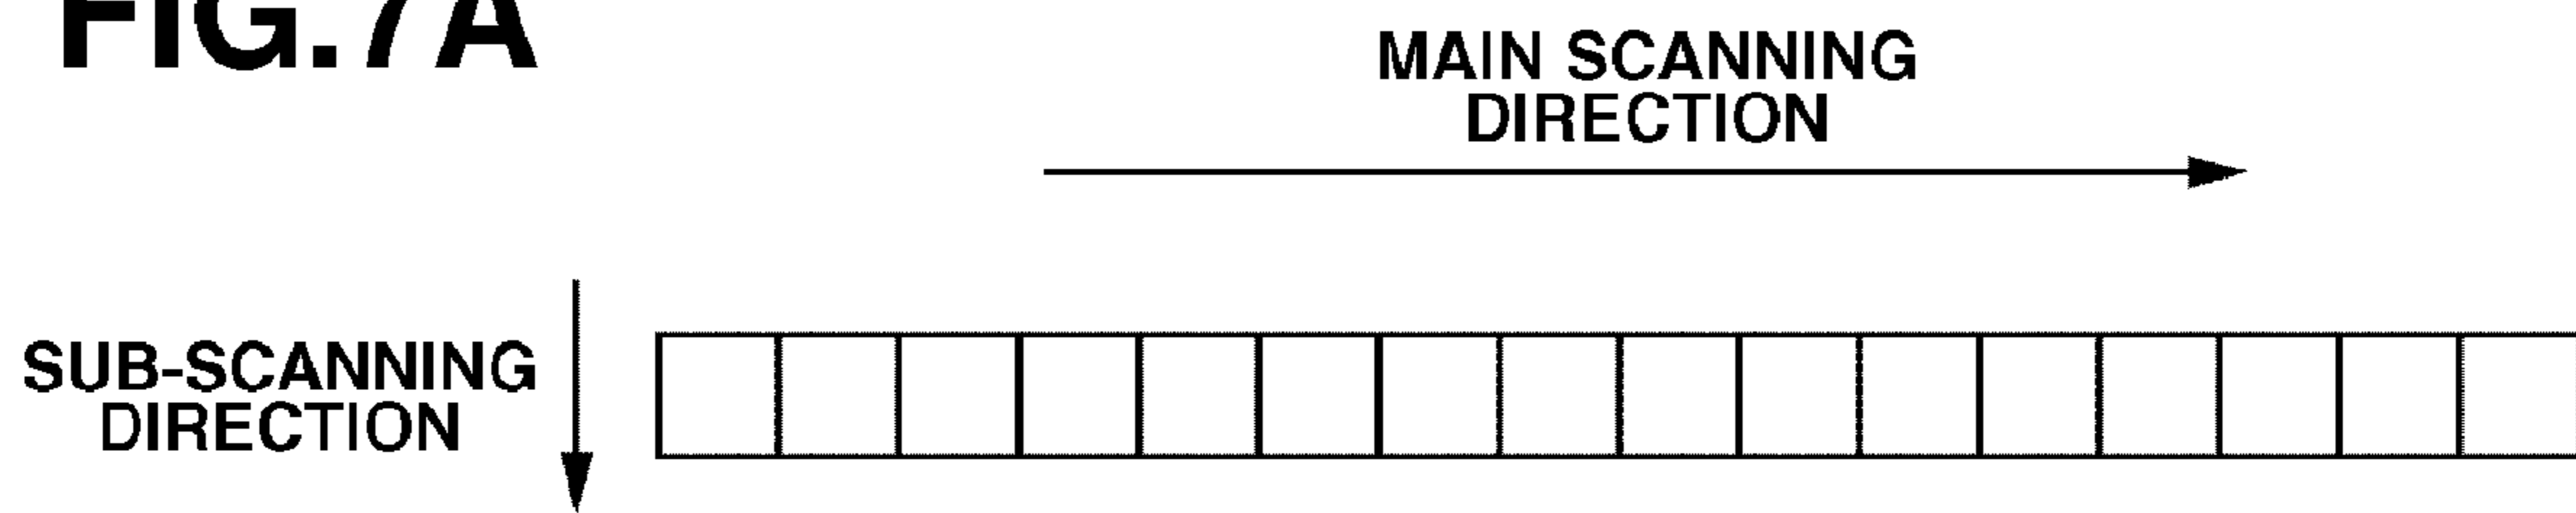 FIG.7A
MAIN SCANNING
DIRECTION
SUB-SCANNING
DIRECTION